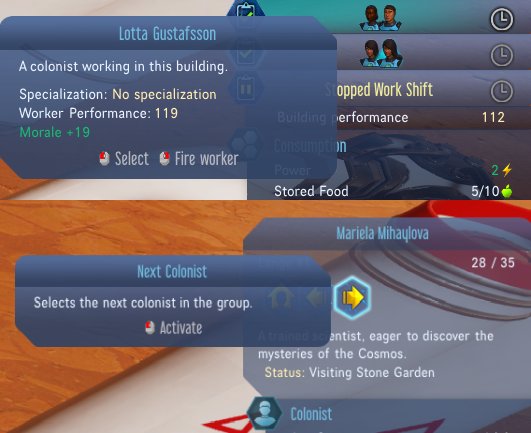 Lotta Gustafsson
A colonist working in this building.
Specialization: No specialization
Worker Performance: 119
Morale +19
Select Fire worker
Stopped Work Shift
Building performance 112
Consumption
Power 2
Stored Food 5/10
Mariela Mihaylova
28 / 35
Next Colonist
Selects the next colonist in the group.
Activate
A trained scientist, eager to discover the
mysteries of the Cosmos.
Status: Visiting Stone Garden
Colonist